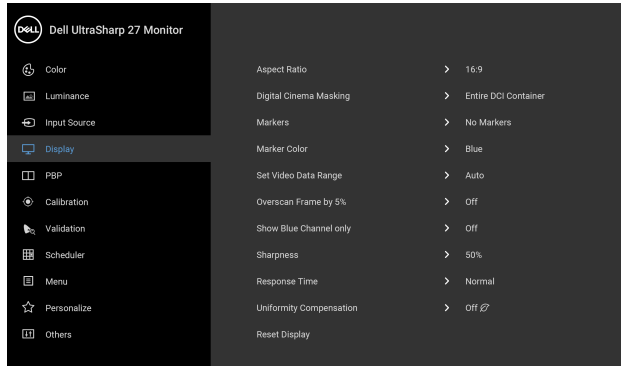 DELL Dell UltraSharp 27 Monitor
Color
Luminance
Input Source
Display
PBP
Calibration
Validation
Scheduler
Menu
Personalize
Others
Aspect Ratio > 16:9
Digital Cinema Masking > Entire DCI Container
Markers > No Markers
Marker Color > Blue
Set Video Data Range > Auto
Overscan Frame by 5% > Off
Show Blue Channel only > Off
Sharpness > 50%
Response Time > Normal
Uniformity Compensation > Off
Reset Display